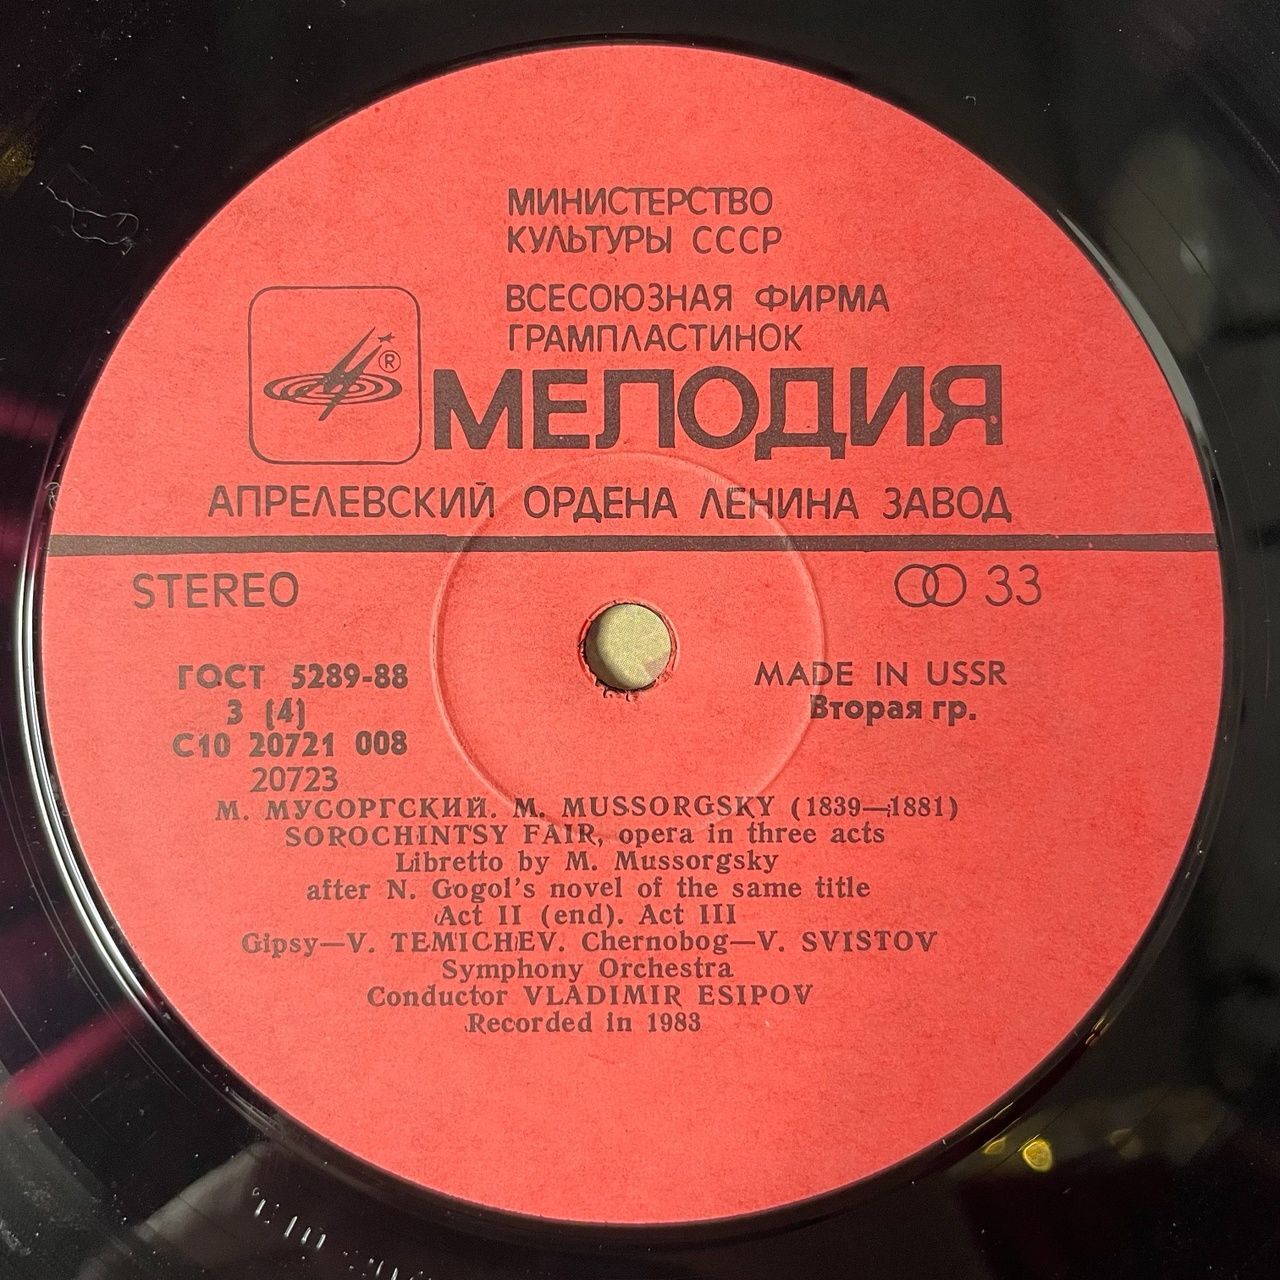 МИНИСТЕРСТВО
КУЛЬТУРЫ СССР
ВСЕСОЮЗНАЯ ФИРМА
ГРАМПЛАСТИНОК
®
МЕЛОДИЯ
АПРЕЛЕВСКИЙ ОРДЕНА ЛЕНИНА ЗАВОД
STEREO
33
ГОСТ 5289-88
3 (4)
С10 20721 008
20723
MADE IN USSR
Вторая гр.
М. МУСОРГСКИЙ. M. MUSSORGSKY (1839—1881)
SOROCHINTSY FAIR, opera in three acts
Libretto by M. Mussorgsky
after N. Gogol's novel of the same title
Act II (end). Act III
Gipsy—V. TEMICHEV. Chernobog—V. SVISTOV
Symphony Orchestra
Conductor VLADIMIR ESIPOV
Recorded in 1983